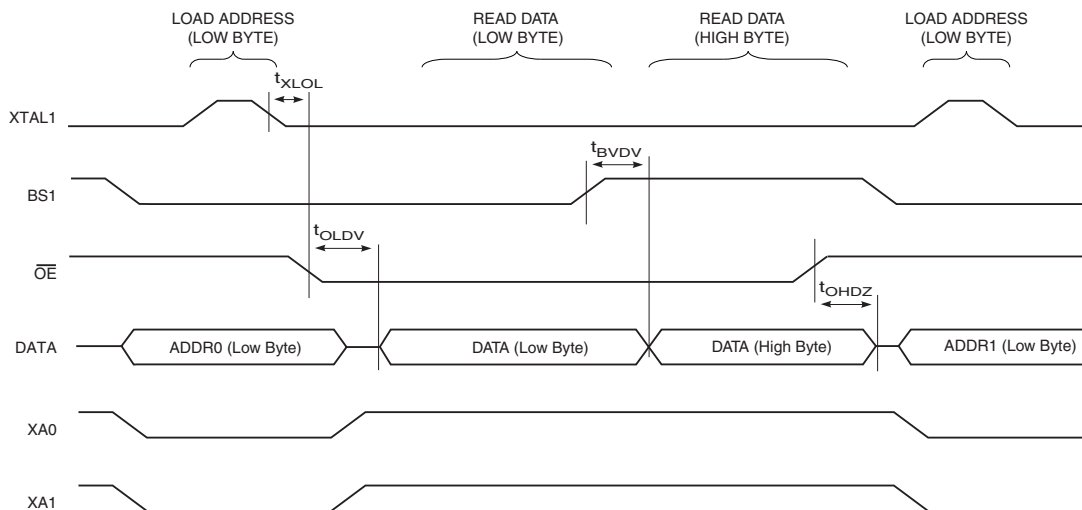 LOAD ADDRESS
(LOW BYTE)
READ DATA
(LOW BYTE)
READ DATA
(HIGH BYTE)
LOAD ADDRESS
(LOW BYTE)
tXLOL
XTAL1
tBVDV
BS1
tOLDV
OE
tOHDZ
DATA
ADDR0 (Low Byte)
DATA (Low Byte)
DATA (High Byte)
ADDR1 (Low Byte)
XA0
XA1